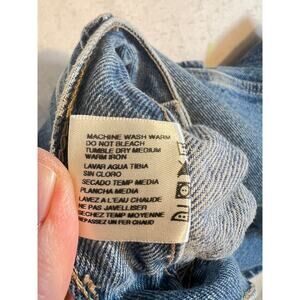 MACHINE WASH WARM
DO NOT BLEACH
TUMBLE DRY MEDIUM
WARM IRON
LAVAR AGUA TIBIA
SIN CLORO
SECADO TEMP MEDIA
PLANCHA MEDIA
LAVEZ A L'EAU CHAUDE
NE PAS JAVELLISER
SECHEZ TEMP MOYENNE
REPASSEZ UN FER CHAUD